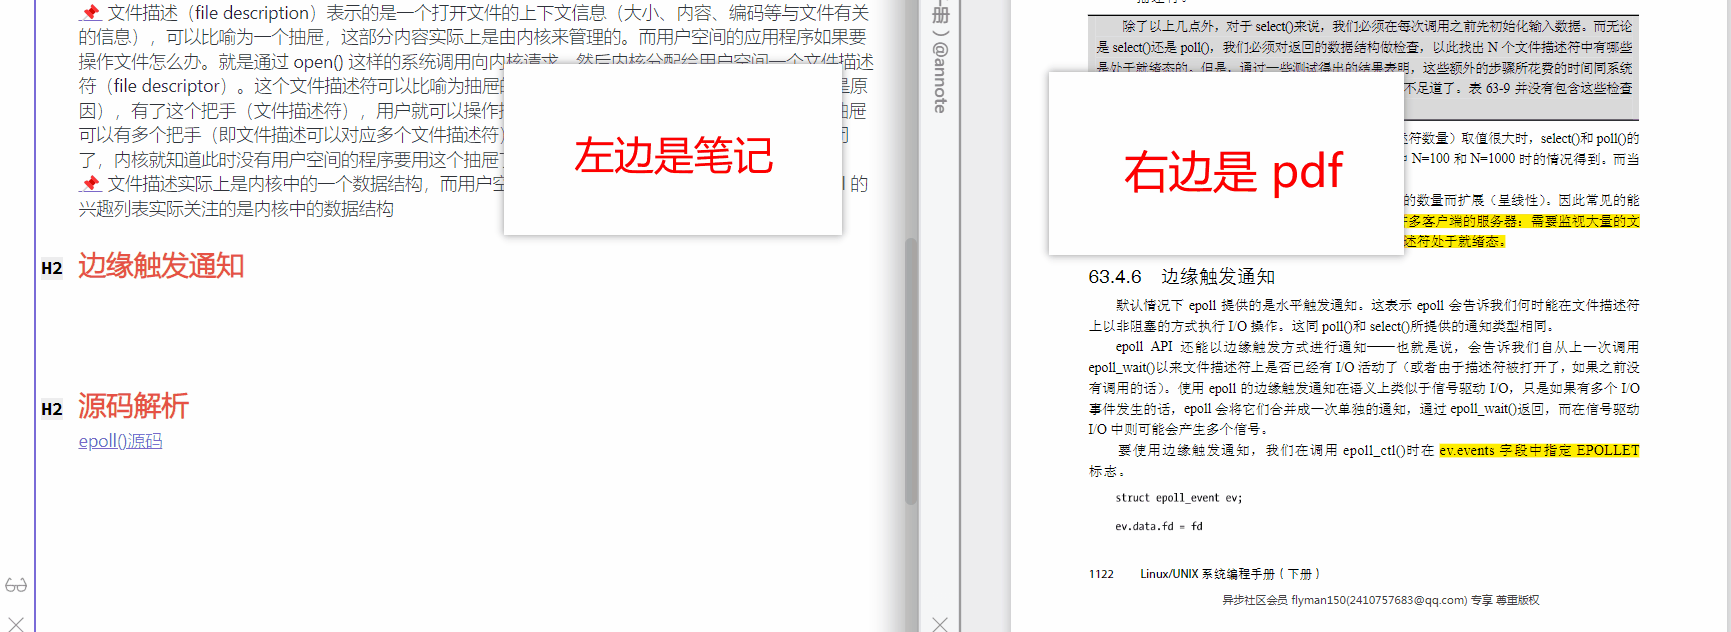 📌 文件描述（file description）表示的是一个打开文件的上下文信息（大小、内容、编码等与文件有关
的信息），可以比喻为一个抽屉，这部分内容实际上是由内核来管理的。而用户空间的应用程序如果要
操作文件怎么办。就是通过 open() 这样的系统调用向内核请求，然后内核分配给用户空间一个文件描述
符（file descriptor）。这个文件描述符可以比喻为抽屉的 是原
因），有了这个把手（文件描述符），用户就可以操作 抽屉
可以有多个把手（即文件描述可以对应多个文件描述符）
了，内核就知道此时没有用户空间的程序要用这个抽屉了
📌 文件描述实际上是内核中的一个数据结构，而用户空 的
兴趣列表实际关注的是内核中的数据结构
左边是笔记
H2 边缘触发通知
H2 源码解析
epoll()源码
册）@annote
除了以上几点外，对于 select()来说，我们必须在每次调用之前先初始化输入数据。而无论
是 select()还是 poll()，我们必须对返回的数据结构做检查，以此找出 N 个文件描述符中有哪些
是处于就绪态的。但是，通过一些测试得出的结果表明，这些额外的步骤所花费的时间同系统
不足道了。表 63-9 并没有包含这些检查
符数量）取值很大时，select()和 poll()的
N=100 和 N=1000 时的情况得到。而当
的数量而扩展（呈线性）。因此常见的能
多客户端的服务器：需要监视大量的文
述符处于就绪态。
右边是 pdf
63.4.6 边缘触发通知
默认情况下 epoll 提供的是水平触发通知。这表示 epoll 会告诉我们何时能在文件描述符
上以非阻塞的方式执行 I/O 操作。这同 poll()和 select()所提供的通知类型相同。
epoll API 还能以边缘触发方式进行通知——也就是说，会告诉我们自从上一次调用
epoll_wait()以来文件描述符上是否已经有 I/O 活动了（或者由于描述符被打开了，如果之前没
有调用的话）。使用 epoll 的边缘触发通知在语义上类似于信号驱动 I/O，只是如果有多个 I/O
事件发生的话，epoll 会将它们合并成一次单独的通知，通过 epoll_wait()返回，而在信号驱动
I/O 中则可能会产生多个信号。
要使用边缘触发通知，我们在调用 epoll_ctl()时在 ev.events 字段中指定 EPOLLET
标志。
struct epoll_event ev;
ev.data.fd = fd
1122 Linux/UNIX 系统编程手册（下册）
异步社区会员 flyman150(2410757683@qq.com) 专享 尊重版权